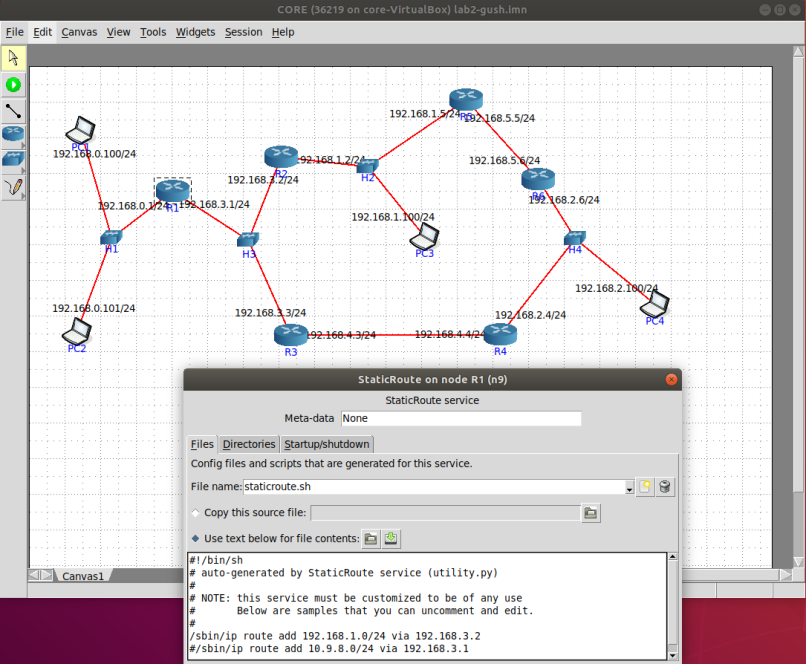 CORE (36219 on core-VirtualBox) lab2-gush.imn
File Edit Canvas View Tools Widgets Session Help
192.168.1.5/24
R5
192.168.5.5/24
PC1
192.168.0.100/24
R2
192.168.1.2/24
H2
192.168.5.6/24
192.168.3.2/24
R6
192.168.2.6/24
192.168.0.1/24
R1
192.168.3.1/24
192.168.1.100/24
H1
H3
PC3
H4
192.168.2.100/24
192.168.0.101/24
192.168.3.3/24
192.168.2.4/24
PC4
PC2
192.168.4.3/24
192.168.4.4/24
R3
R4
StaticRoute on node R1 (n9)
StaticRoute service
Meta-data None
Files Directories Startup/shutdown
Config files and scripts that are generated for this service.
File name: staticroute.sh
Copy this source file:
Use text below for file contents:
#!/bin/sh
# auto-generated by StaticRoute service (utility.py)
#
# NOTE: this service must be customized to be of any use
# Below are samples that you can uncomment and edit.
#
/sbin/ip route add 192.168.1.0/24 via 192.168.3.2
#/sbin/ip route add 10.9.8.0/24 via 192.168.3.1
Canvas1